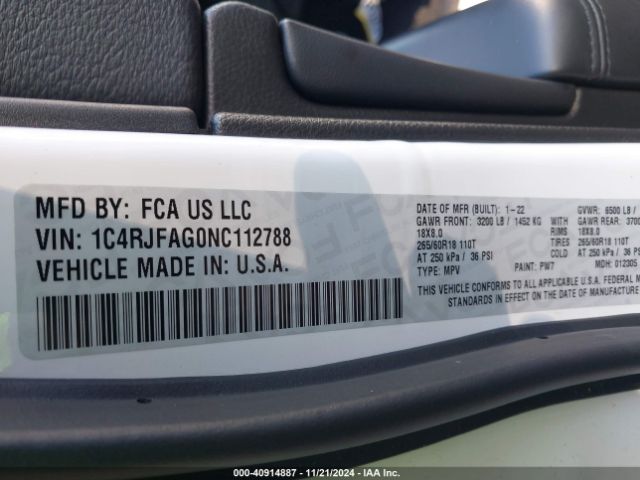 MFD BY: FCA US LLC
VIN: 1C4RJFAG0NC112788
VEHICLE MADE IN U.S.A.
DATE OF MFR (BUILT): 1-22 GVWR: 6500 LB /
GAWR FRONT: 3200 LB / 1452 KG GAWR REAR: 3700
18X8.0 18X8.0
265/60R18 110T TIRES 265/60R18 110T
AT 250 kPa / 36 PSI COLD AT 250 kPa / 36 PS
TYPE: MPV PAINT: PW7 MDH: 012305
THIS VEHICLE CONFORMS TO ALL APPLICABLE U.S.A. FEDERAL M
STANDARDS IN EFFECT ON THE DATE OF MANUFACTURE
00-40914887 - 11/21/2024 - IAA Inc.